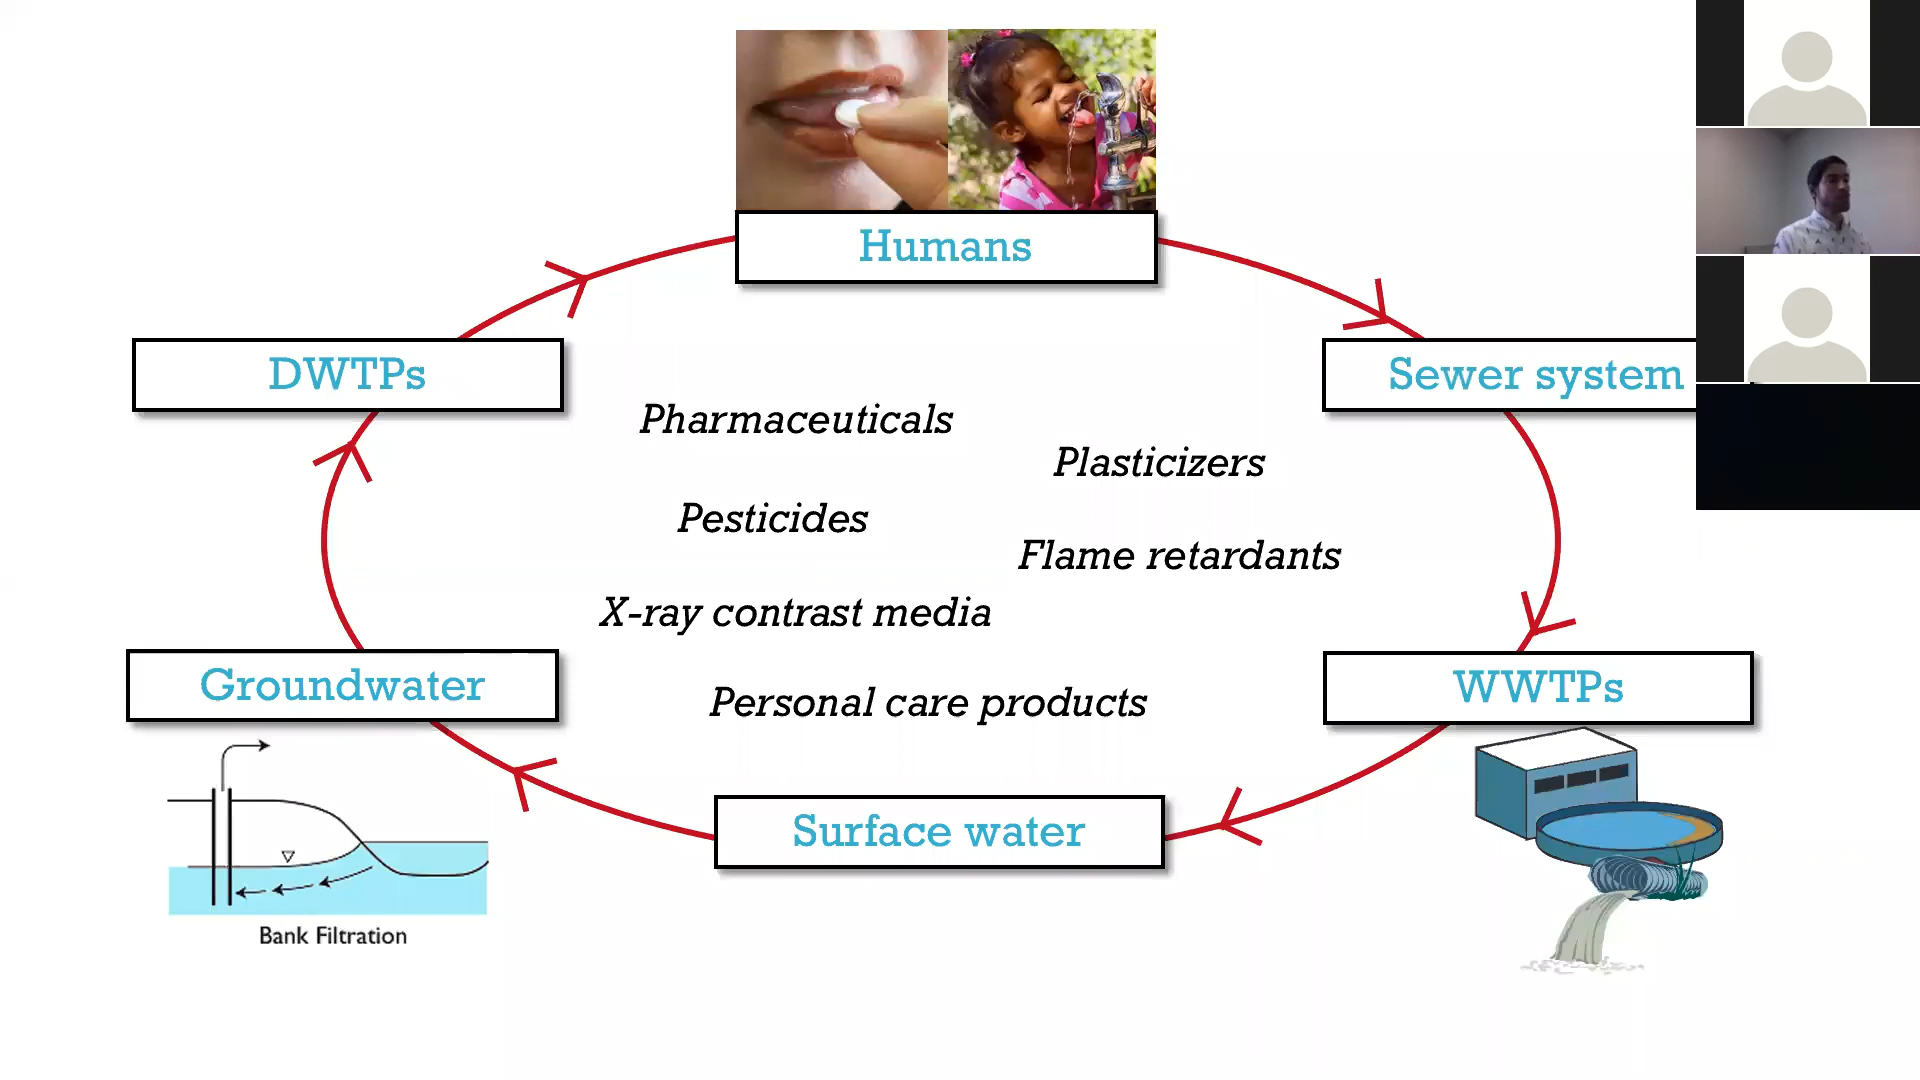 Humans
DWTPs
Sewer system
Pharmaceuticals
Plasticizers
Pesticides
Flame retardants
X-ray contrast media
Groundwater
WWTPs
Personal care products
Surface water
Bank Filtration